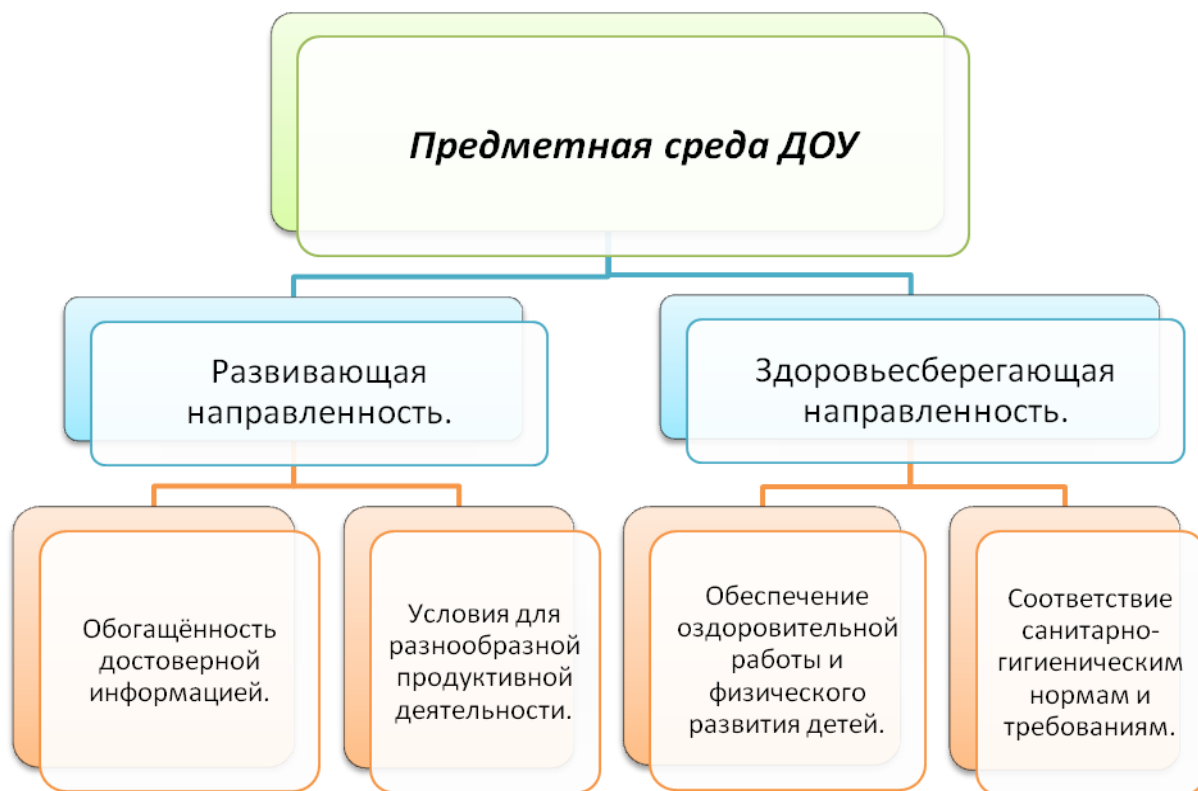 Предметная среда ДОУ
Развивающая
направленность.
Здоровьесберегающая
направленность.
Обогащённость
достоверной
информацией.
Условия для
разнообразной
продуктивной
деятельности.
Обеспечение
оздоровительной
работы и
физического
развития детей.
Соответствие
санитарно-
гигиеническим
нормам и
требованиям.